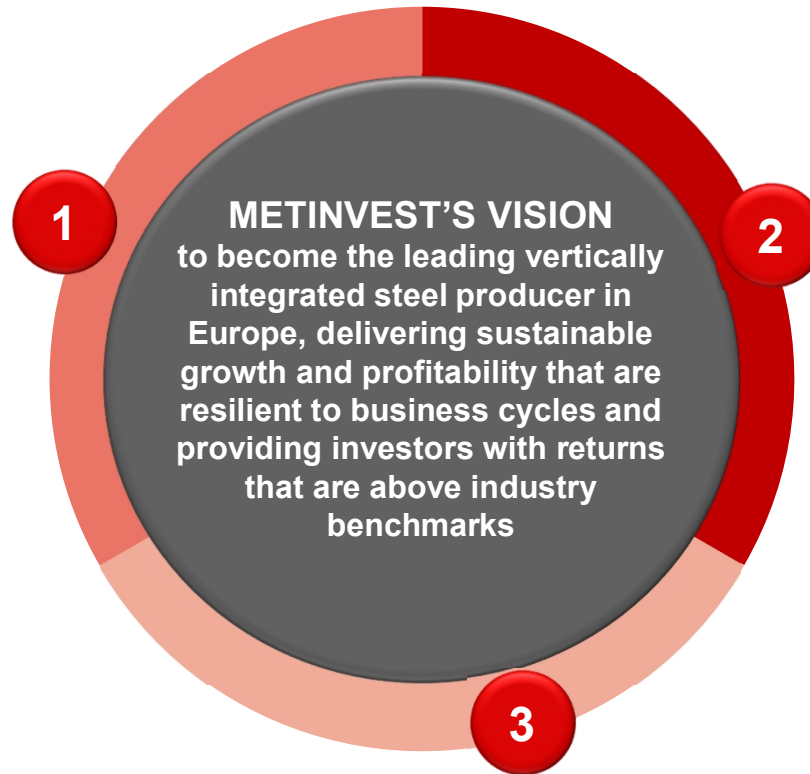 METINVEST'S VISION
to become the leading vertically
integrated steel producer in
Europe, delivering sustainable
growth and profitability that are
resilient to business cycles and
providing investors with returns
that are above industry
benchmarks
1
2
3